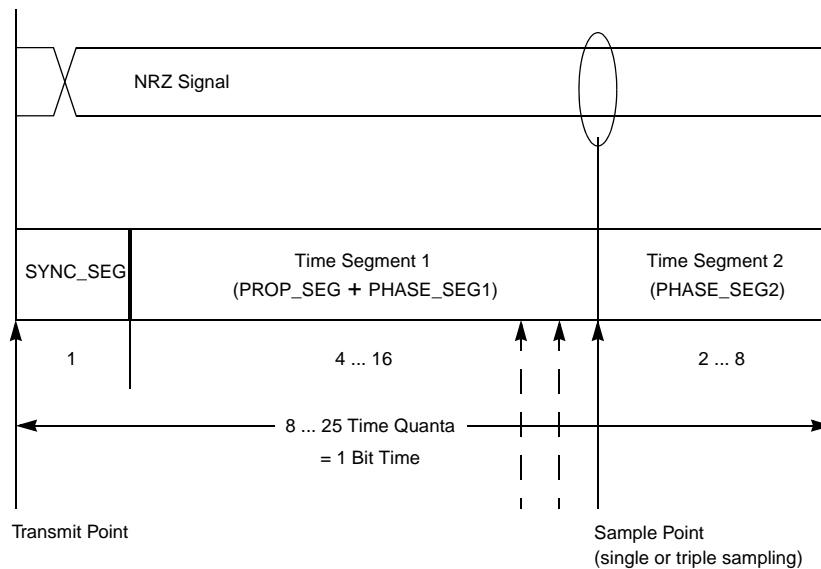 NRZ Signal
SYNC_SEG
Time Segment 1
(PROP_SEG + PHASE_SEG1)
Time Segment 2
(PHASE_SEG2)
1
4 ... 16
2 ... 8
8 ... 25 Time Quanta
= 1 Bit Time
Transmit Point
Sample Point
(single or triple sampling)